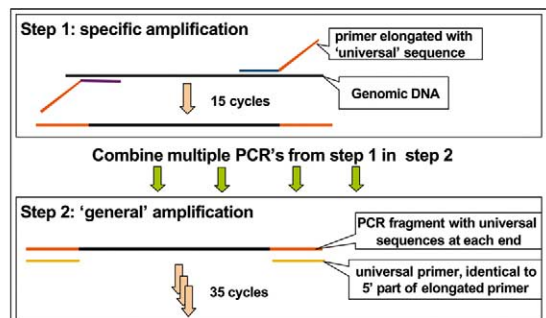 Step 1: specific amplification
primer elongated with
'universal' sequence
Genomic DNA
15 cycles
Combine multiple PCR's from step 1 in step 2
Step 2: 'general' amplification
PCR fragment with universal
sequences at each end
universal primer, identical to
5' part of elongated primer
35 cycles